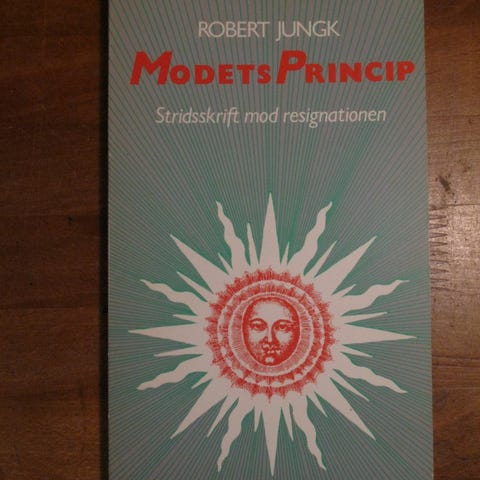 ROBERT JUNGK
MODETS PRINCIP
Stridsskrift mod resignationen